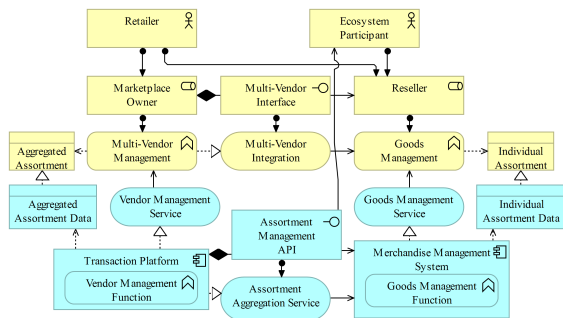 Retailer
Ecosystem
Participant
Marketplace
Owner
Multi-Vendor
Interface
Reseller
Aggregated
Assortment
Multi-Vendor
Management
Multi-Vendor
Integration
Goods
Management
Individual
Assortment
Aggregated
Assortment Data
Vendor Management
Service
Assortment
Management
API
Goods Management
Service
Individual
Assortment Data
Transaction Platform
Vendor Management
Function
Assortment
Aggregation Service
Merchandise Management
System
Goods Management
Function